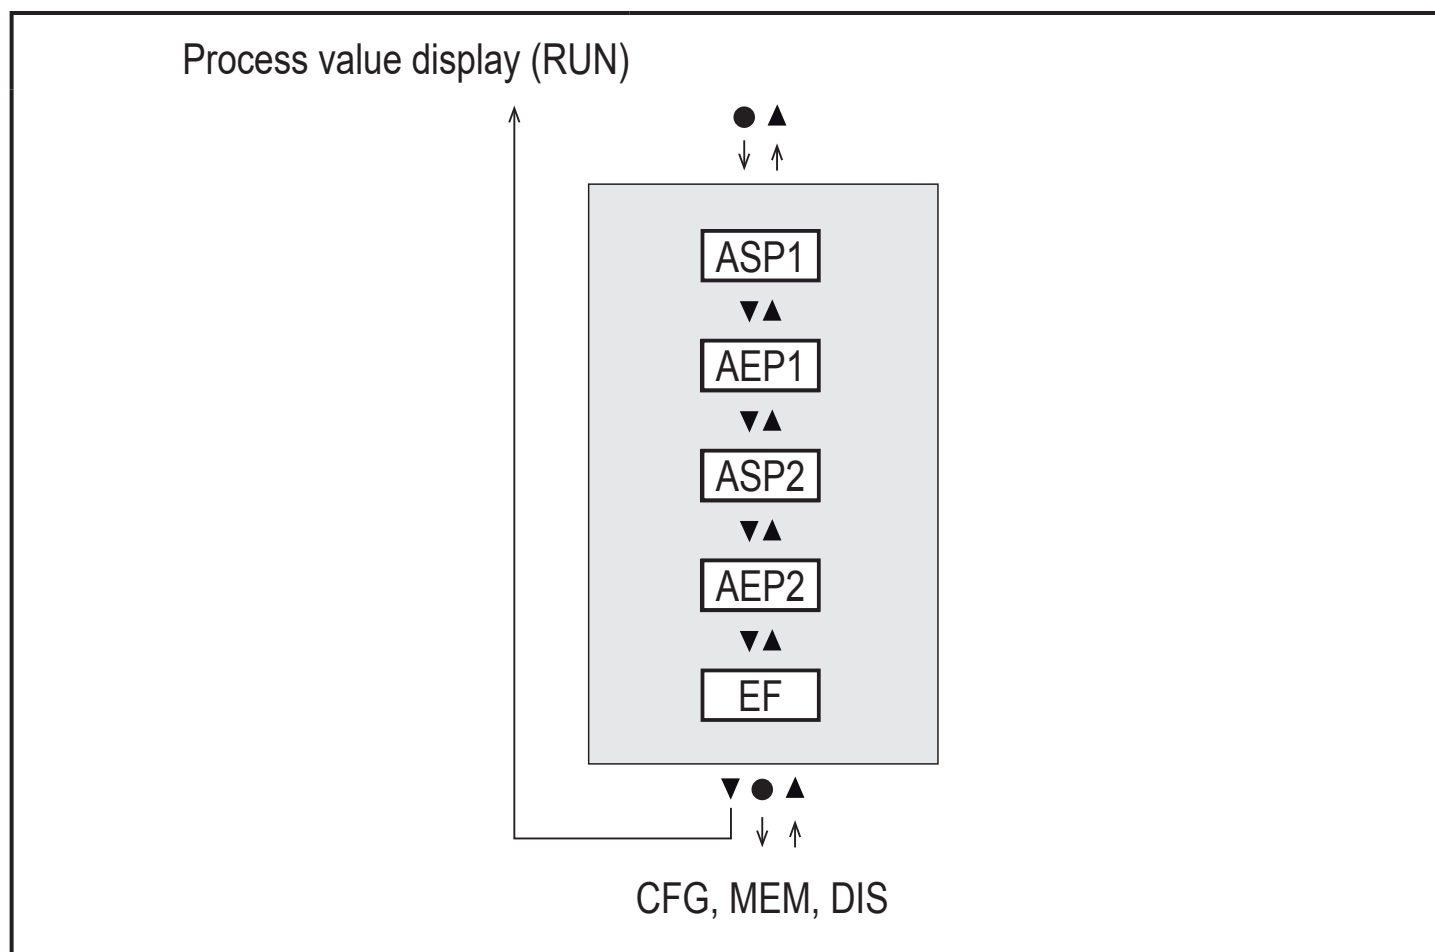 Process value display (RUN)
ASP1
AEP1
ASP2
AEP2
EF
CFG, MEM, DIS